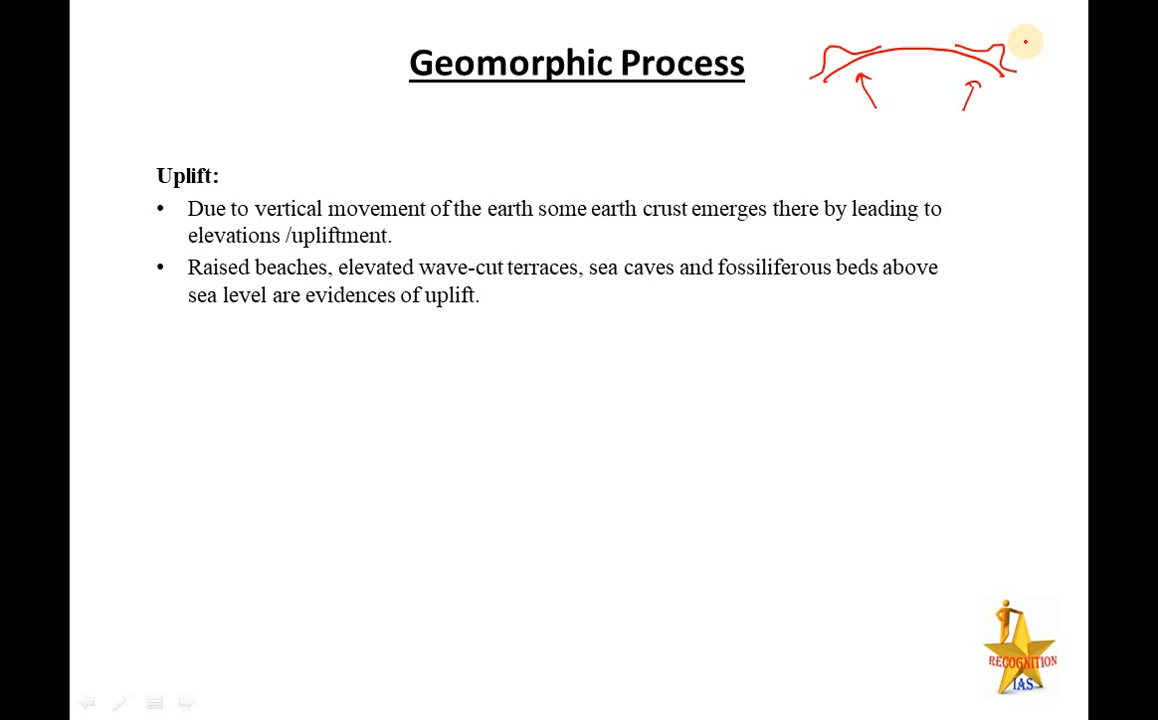 Geomorphic Process
Uplift:
• Due to vertical movement of the earth some earth crust emerges there by leading to
elevations /upliftment.
• Raised beaches, elevated wave-cut terraces, sea caves and fossiliferous beds above
sea level are evidences of uplift.
RECOGNITION
IAS